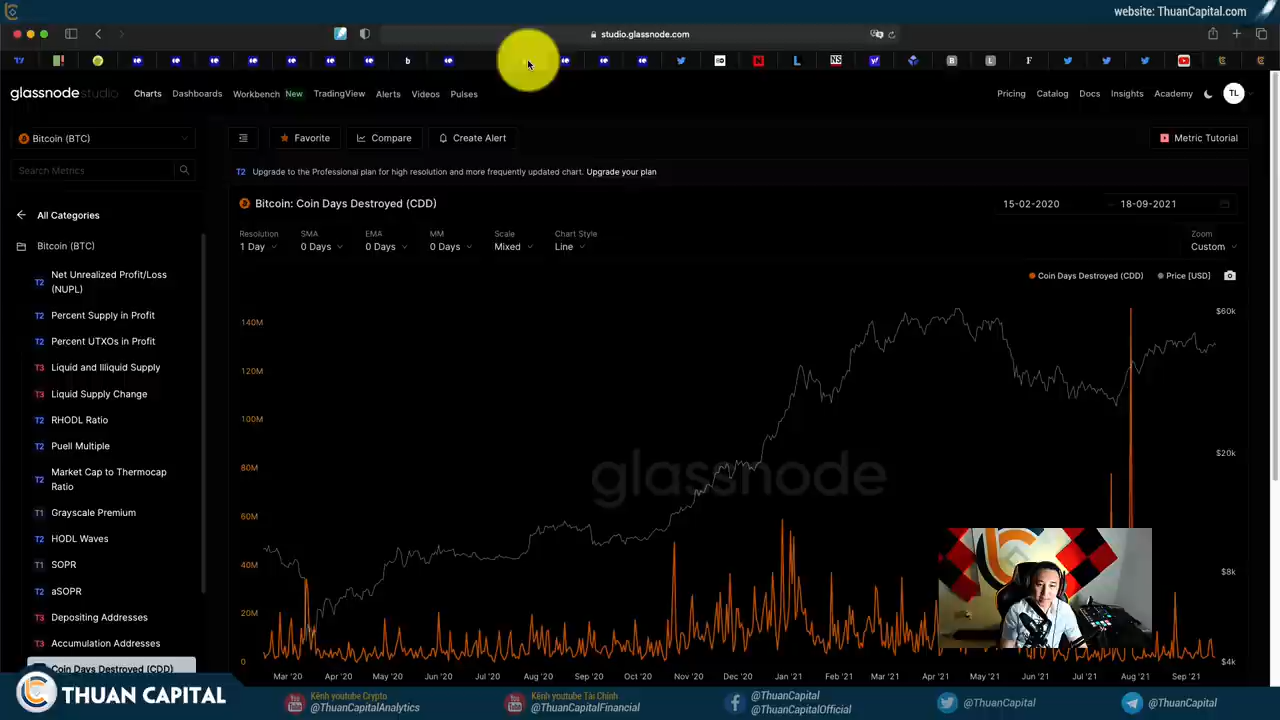 website: ThuanCapital.com
studio.glassnode.com
glassnode studio
Charts Dashboards Workbench New TradingView Alerts Videos Pulses
Pricing Catalog Docs Insights Academy TL
Bitcoin (BTC)
Favorite Compare Create Alert Metric Tutorial
Search Metrics
T2 Upgrade to the Professional plan for high resolution and more frequently updated chart. Upgrade your plan
All Categories
Bitcoin (BTC)
T2 Net Unrealized Profit/Loss
(NUPL)
T2 Percent Supply in Profit
T2 Percent UTXOs in Profit
T3 Liquid and Illiquid Supply
T3 Liquid Supply Change
T2 RHODL Ratio
T2 Puell Multiple
T2 Market Cap to Thermocap
Ratio
T1 Grayscale Premium
T2 HODL Waves
T1 SOPR
T2 aSOPR
T3 Depositing Addresses
T3 Accumulation Addresses
Coin Days Destroyed (CDD)
Bitcoin: Coin Days Destroyed (CDD)
15-02-2020 18-09-2021
Resolution SMA EMA MM Scale Chart Style Zoom
1 Day 0 Days 0 Days 0 Days Mixed Line Custom
Coin Days Destroyed (CDD) Price [USD]
140M
120M
100M
80M
60M
40M
20M
0
$60k
$20k
$8k
$4k
glassnode
Mar '20 Apr '20 May '20 Jun '20 Jul '20 Aug '20 Sep '20 Oct '20 Nov '20 Dec '20 Jan '21 Feb '21 Mar '21 Apr '21 May '21 Jun '21 Jul '21 Aug '21 Sep '21
THUAN CAPITAL
Kênh youtube Crypto
@ThuanCapitalAnalytics
Kênh youtube Tài Chính
@ThuanCapitalFinancial
@ThuanCapital
@ThuanCapitalOfficial
@ThuanCapital
@ThuanCapital